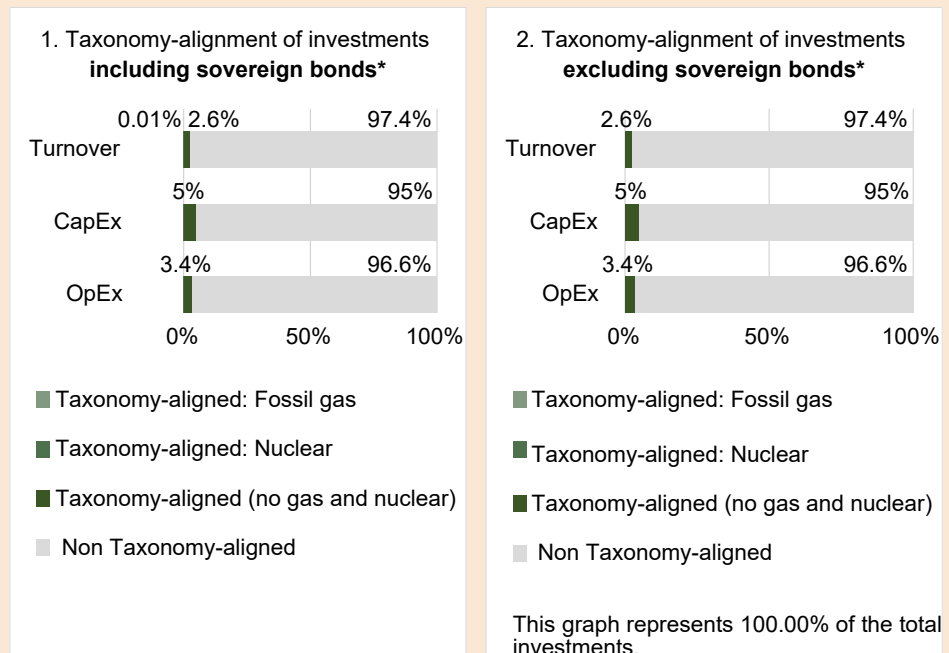 1. Taxonomy-alignment of investments
including sovereign bonds*
0.01% 2.6% 97.4%
Turnover
5% 95%
CapEx
3.4% 96.6%
OpEx
0% 50% 100%
Taxonomy-aligned: Fossil gas
Taxonomy-aligned: Nuclear
Taxonomy-aligned (no gas and nuclear)
Non Taxonomy-aligned
2. Taxonomy-alignment of investments
excluding sovereign bonds*
2.6% 97.4%
Turnover
5% 95%
CapEx
3.4% 96.6%
OpEx
0% 50% 100%
Taxonomy-aligned: Fossil gas
Taxonomy-aligned: Nuclear
Taxonomy-aligned (no gas and nuclear)
Non Taxonomy-aligned
This graph represents 100.00% of the total
investments.